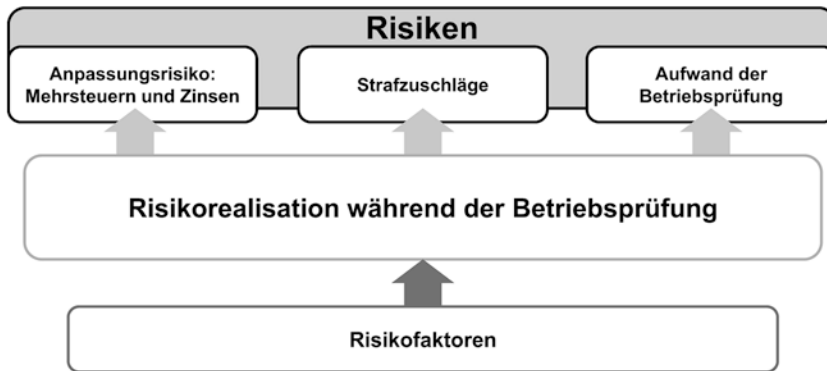 Risiken
Anpassungsrisiko:
Mehrsteuern und Zinsen
Strafzuschläge
Aufwand der
Betriebsprüfung
Risikorealisation während der Betriebsprüfung
Risikofaktoren